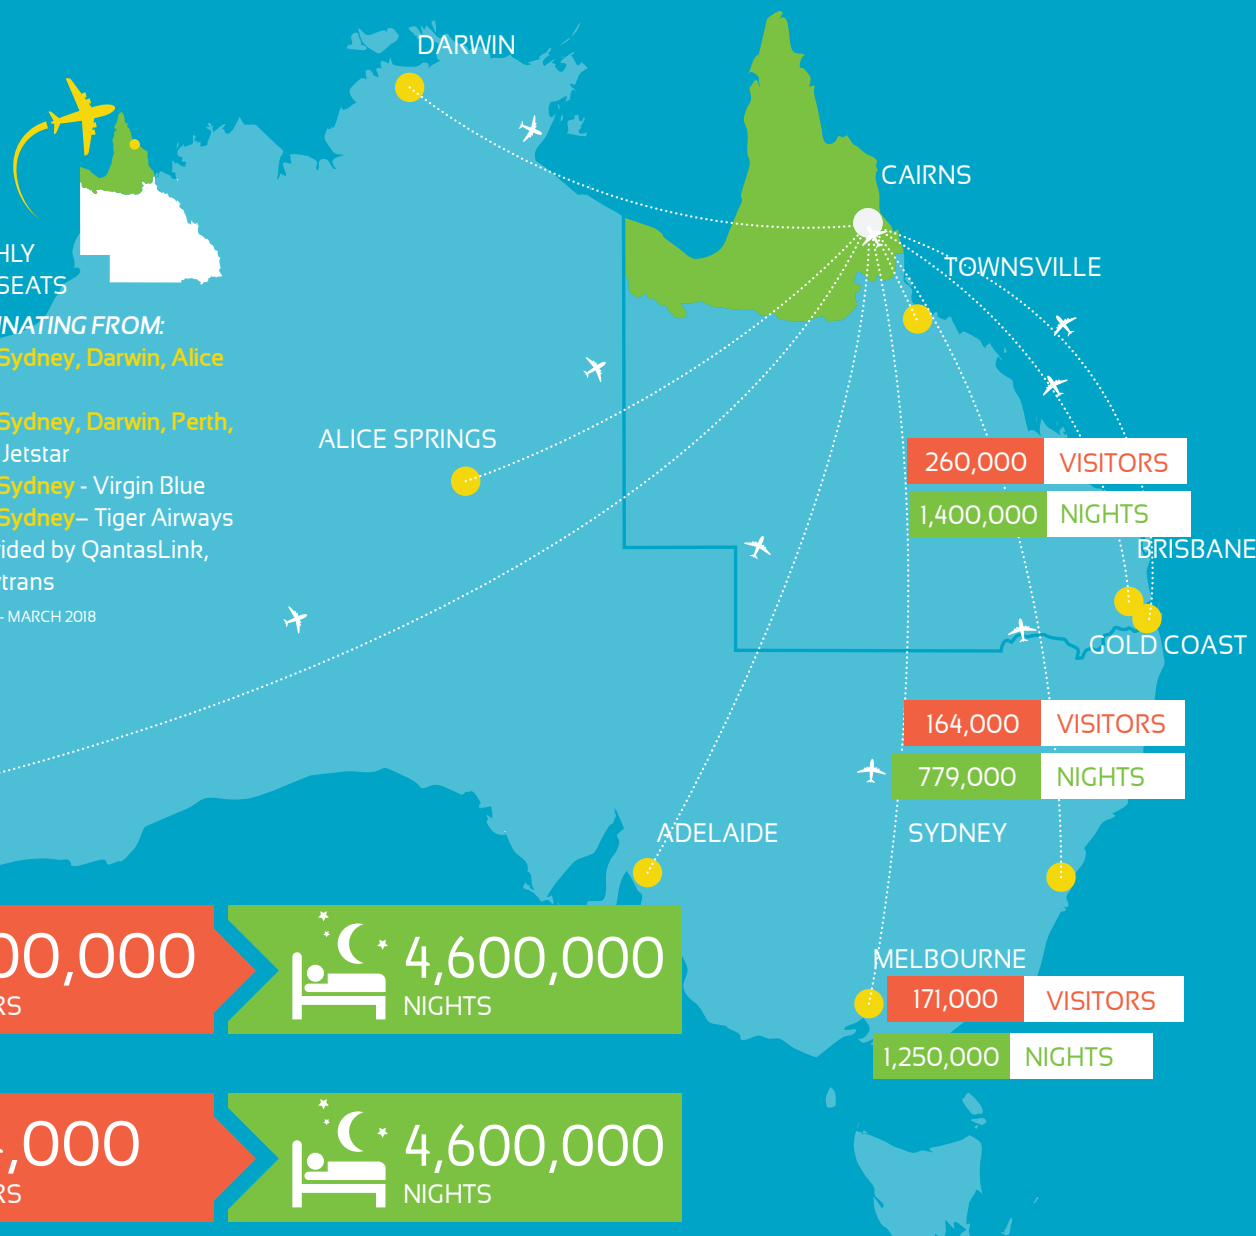 DARWIN
CAIRNS
TOWNSVILLE
HLY
SEATS
NATING FROM:
Sydney, Darwin, Alice
Sydney, Darwin, Perth,
Jetstar
Sydney - Virgin Blue
Sydney– Tiger Airways
ided by QantasLink,
trans
- MARCH 2018
ALICE SPRINGS
260,000 VISITORS
1,400,000 NIGHTS
BRISBANE
GOLD COAST
164,000 VISITORS
779,000 NIGHTS
ADELAIDE
SYDNEY
MELBOURNE
171,000 VISITORS
1,250,000 NIGHTS
00,000
RS
4,600,000
NIGHTS
,000
RS
4,600,000
NIGHTS